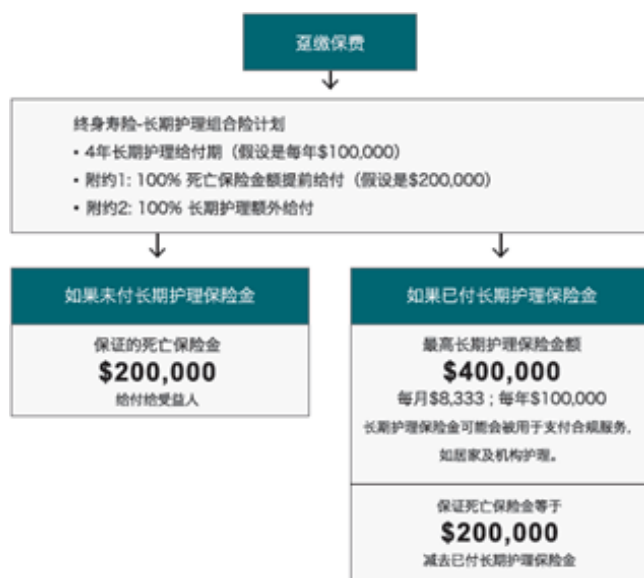 趸缴保费
终身寿险-长期护理组合险计划
• 4年长期护理给付期（假设是每年$100,000）
• 附约1: 100% 死亡保险金额提前给付（假设是$200,000）
• 附约2: 100% 长期护理额外给付
如果未付长期护理保险金
保证的死亡保险金
$200,000
给付给受益人
如果已付长期护理保险金
最高长期护理保险金额
$400,000
每月$8,333；每年$100,000
长期护理保险金可能会被用于支付合规服务,
如居家及机构护理。
保证死亡保险金等于
$200,000
减去已付长期护理保险金